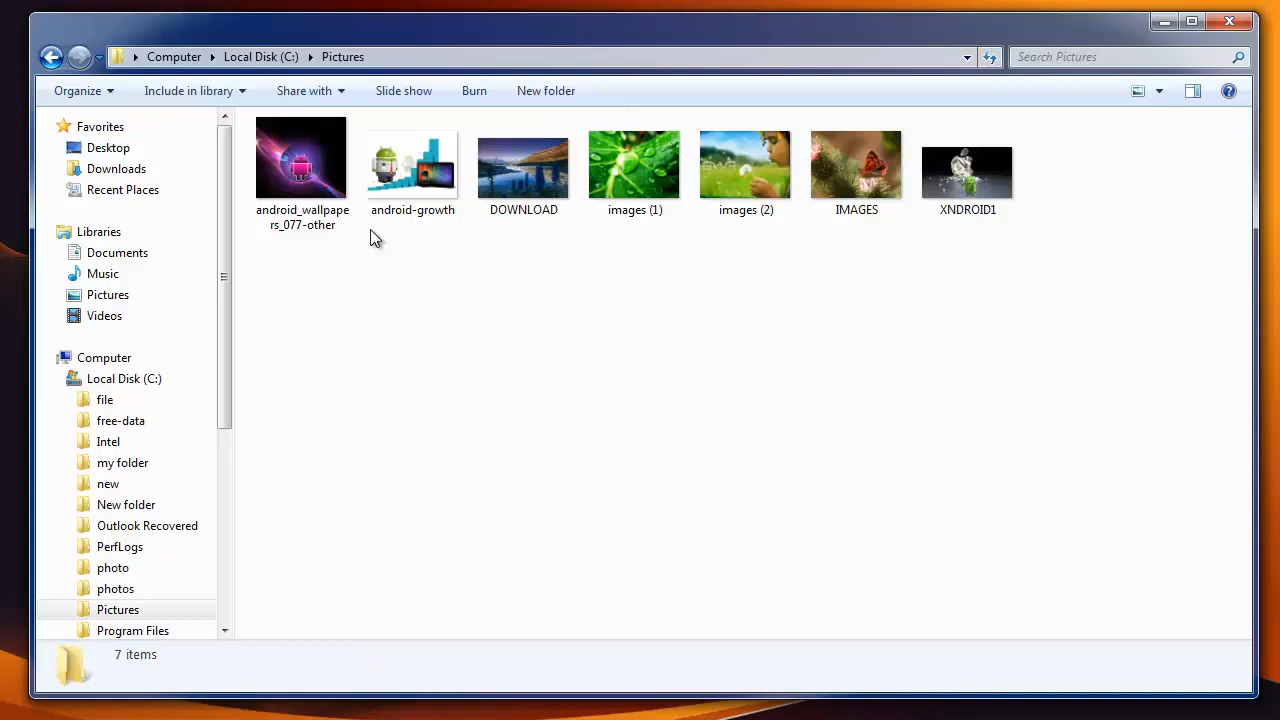 Computer
Local Disk (C:)
Pictures
Search Pictures
Organize
Include in library
Share with
Slide show
Burn
New folder
Favorites
Desktop
Downloads
Recent Places
Libraries
Documents
Music
Pictures
Videos
Computer
Local Disk (C:)
file
free-data
Intel
my folder
new
New folder
Outlook Recovered
PerfLogs
photo
photos
Pictures
Program Files
android_wallpape
rs_077-other
android-growth
DOWNLOAD
images (1)
images (2)
IMAGES
XNDROID1
7 items